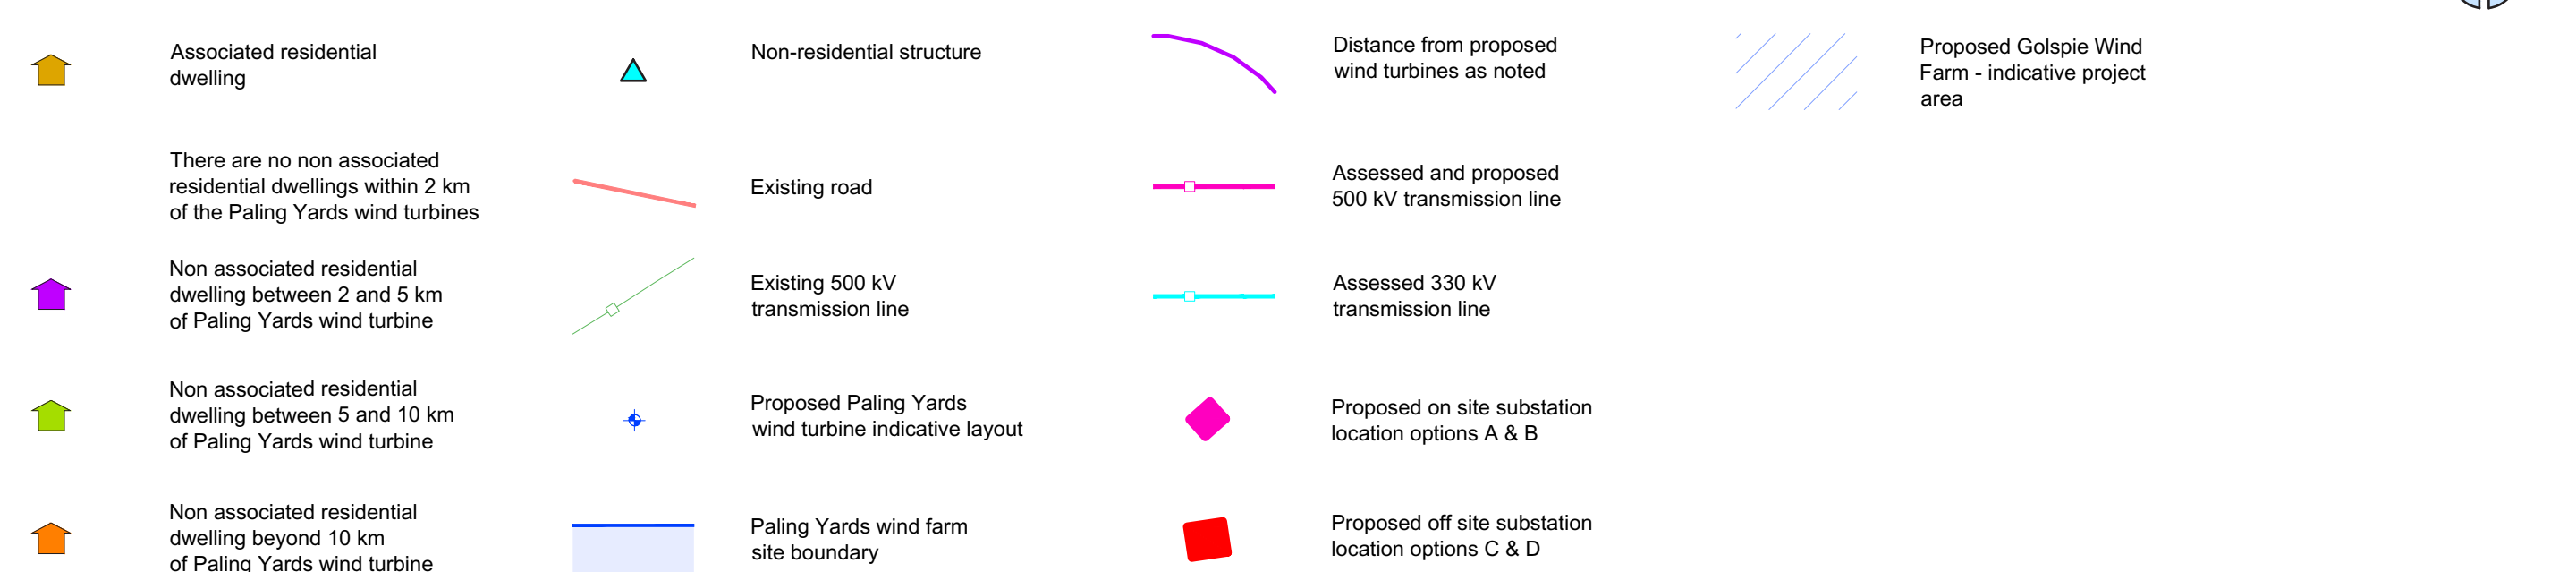 Associated residential
dwelling
There are no non associated
residential dwellings within 2 km
of the Paling Yards wind turbines
Non associated residential
dwelling between 2 and 5 km
of Paling Yards wind turbine
Non associated residential
dwelling between 5 and 10 km
of Paling Yards wind turbine
Non associated residential
dwelling beyond 10 km
of Paling Yards wind turbine
Non-residential structure
Existing road
Existing 500 kV
transmission line
Proposed Paling Yards
wind turbine indicative layout
Paling Yards wind farm
site boundary
Distance from proposed
wind turbines as noted
Assessed and proposed
500 kV transmission line
Assessed 330 kV
transmission line
Proposed on site substation
location options A & B
Proposed off site substation
location options C & D
Proposed Golspie Wind
Farm - indicative project
area